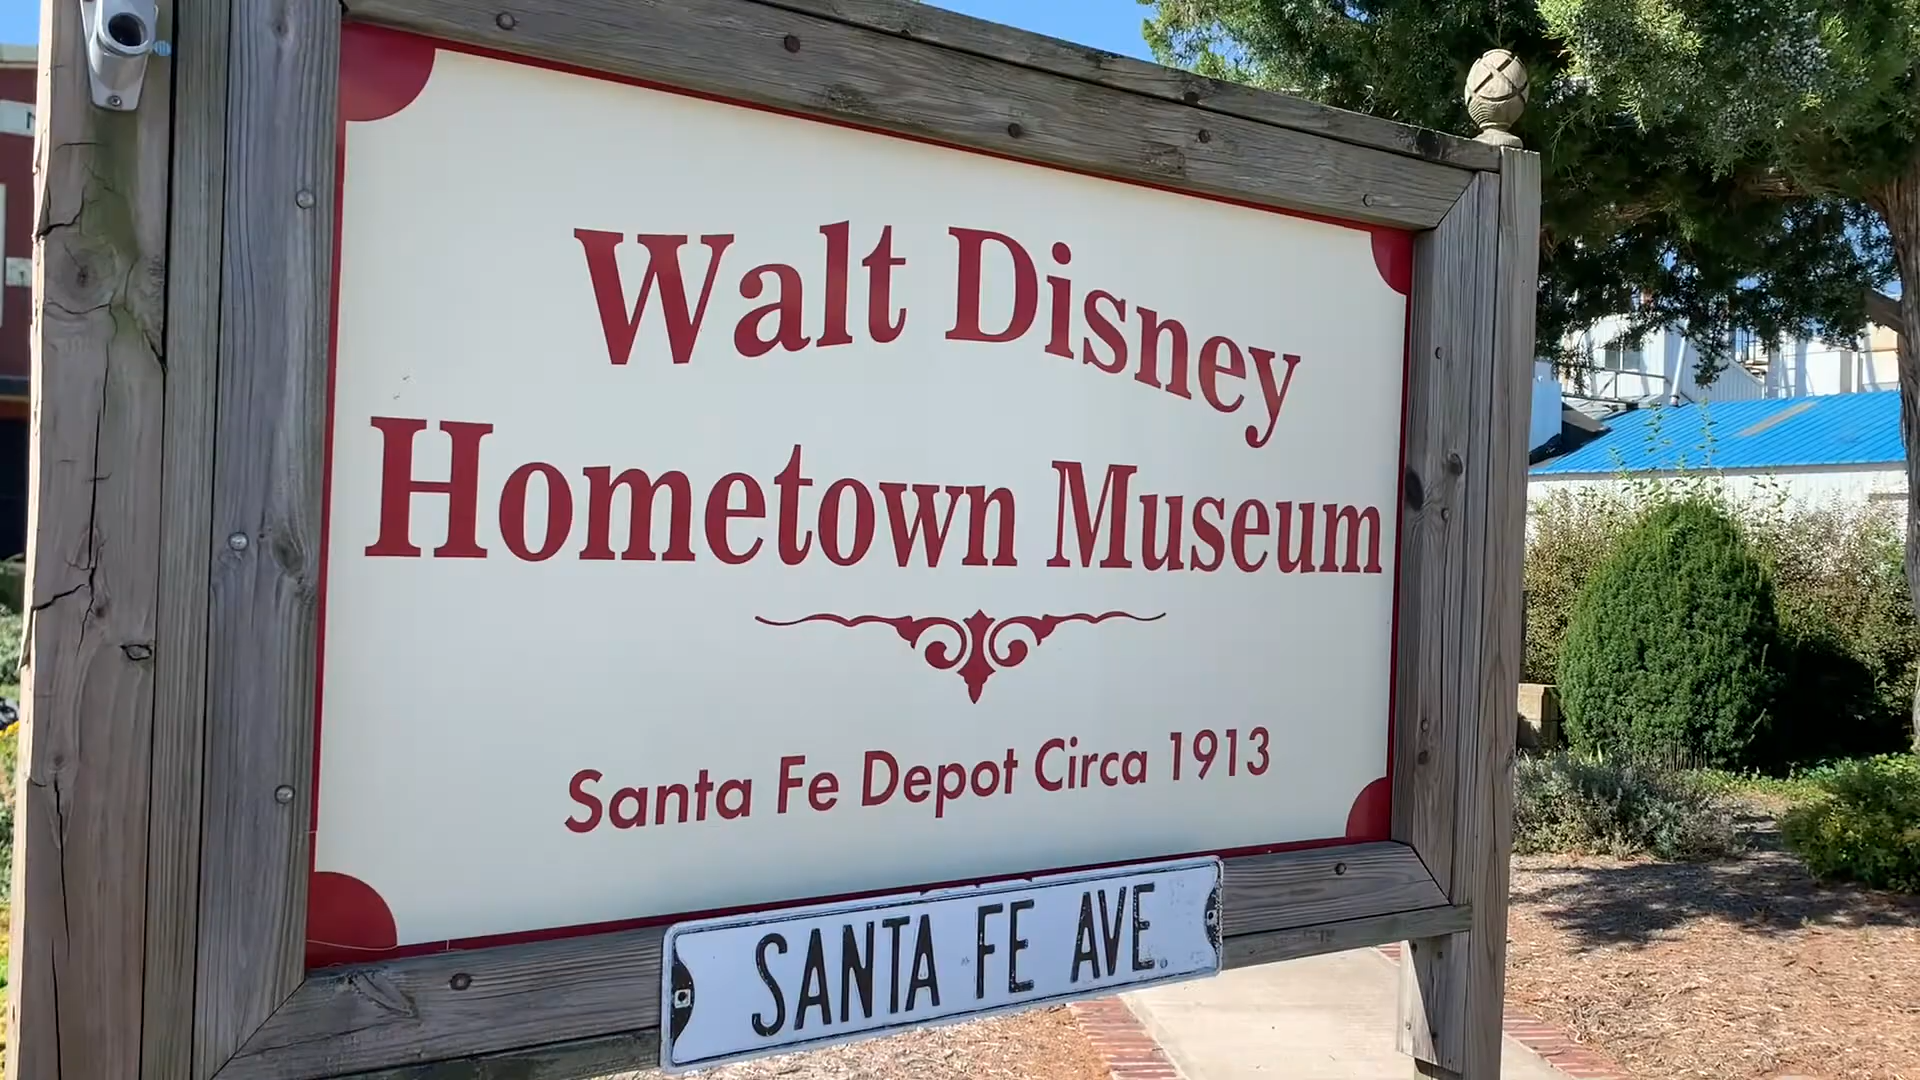 Walt Disney
Hometown Museum
Santa Fe Depot Circa 1913
SANTA FE AVE.